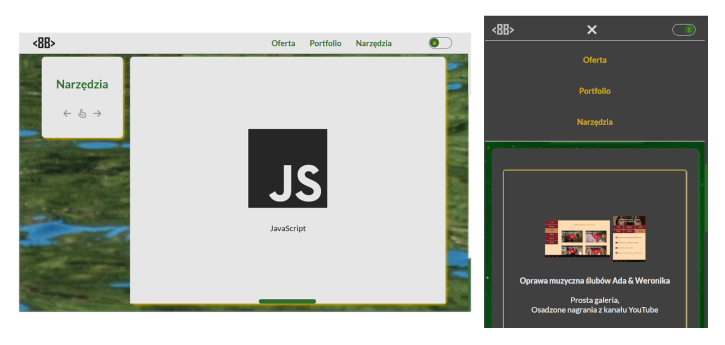 <BB>
Oferta Portfolio Narzędzia
Narzędzia
JS
JavaScript
<BB>
Oferta
Portfolio
Narzędzia
Oprawa muzyczna ślubów Ada & Weronika
Prosta galeria,
Osadzone nagrania z kanału YouTube